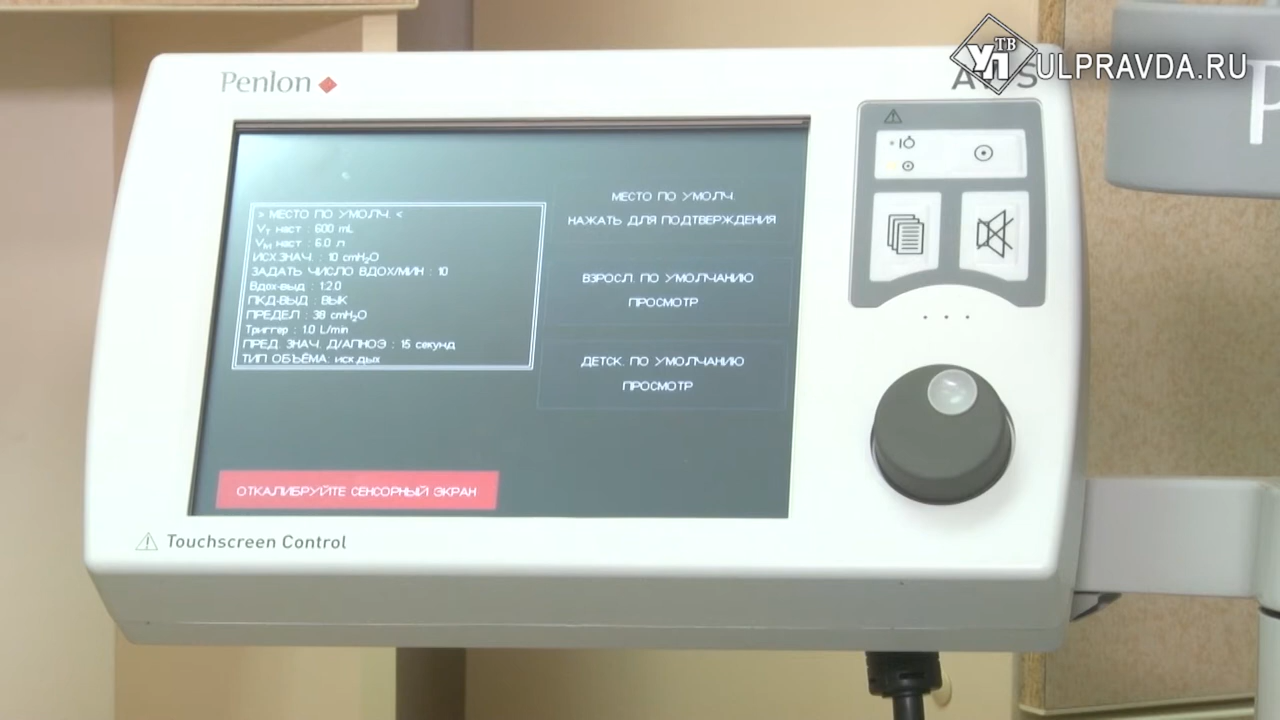 Penlon
ТВ
УП
ULPRAVDA.RU
> МЕСТО ПО УМОЛЧ. <
VT наст : 600 mL
VM наст : 6.0 л
ИСХ.ЗНАЧ. : 10 cmH2O
ЗАДАТЬ ЧИСЛО ВДОХ/МИН : 10
Вдох-выд : 1:2.0
ПКД-ВЫД : ВЫК
ПРЕДЕЛ : 38 cmH2O
Триггер : 1.0 L/min
ПРЕД. ЗНАЧ. Д/АПНОЭ : 15 секунд
ТИП ОБЪЁМА: исх.дых
МЕСТО ПО УМОЛЧ.
НАЖАТЬ ДЛЯ ПОДТВЕРЖДЕНИЯ
ВЗРОСЛ. ПО УМОЛЧАНИЮ
ПРОСМОТР
ДЕТСК. ПО УМОЛЧАНИЮ
ПРОСМОТР
ОТКАЛИБРУЙТЕ СЕНСОРНЫЙ ЭКРАН
Touchscreen Control